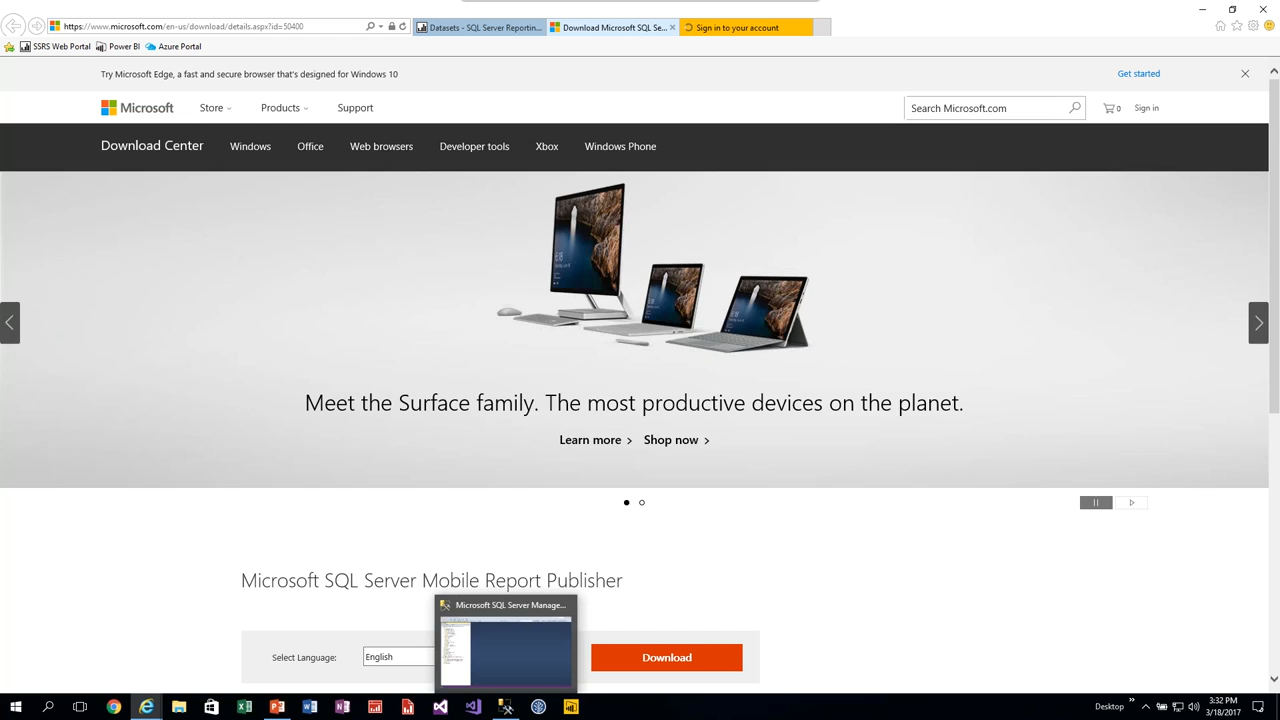 https://www.microsoft.com/en-us/download/details.aspx?id=50400
Datasets - SQL Server Reportin...
Download Microsoft SQL Se...
Sign in to your account
SSRS Web Portal
Power BI
Azure Portal
Try Microsoft Edge, a fast and secure browser that's designed for Windows 10
Get started
Microsoft
Store
Products
Support
Search Microsoft.com
0
Sign in
Download Center
Windows
Office
Web browsers
Developer tools
Xbox
Windows Phone
Meet the Surface family. The most productive devices on the planet.
Learn more
Shop now
Microsoft SQL Server Mobile Report Publisher
Microsoft SQL Server Manage...
Select Language:
English
Download
Desktop
3:32 PM
3/18/2017